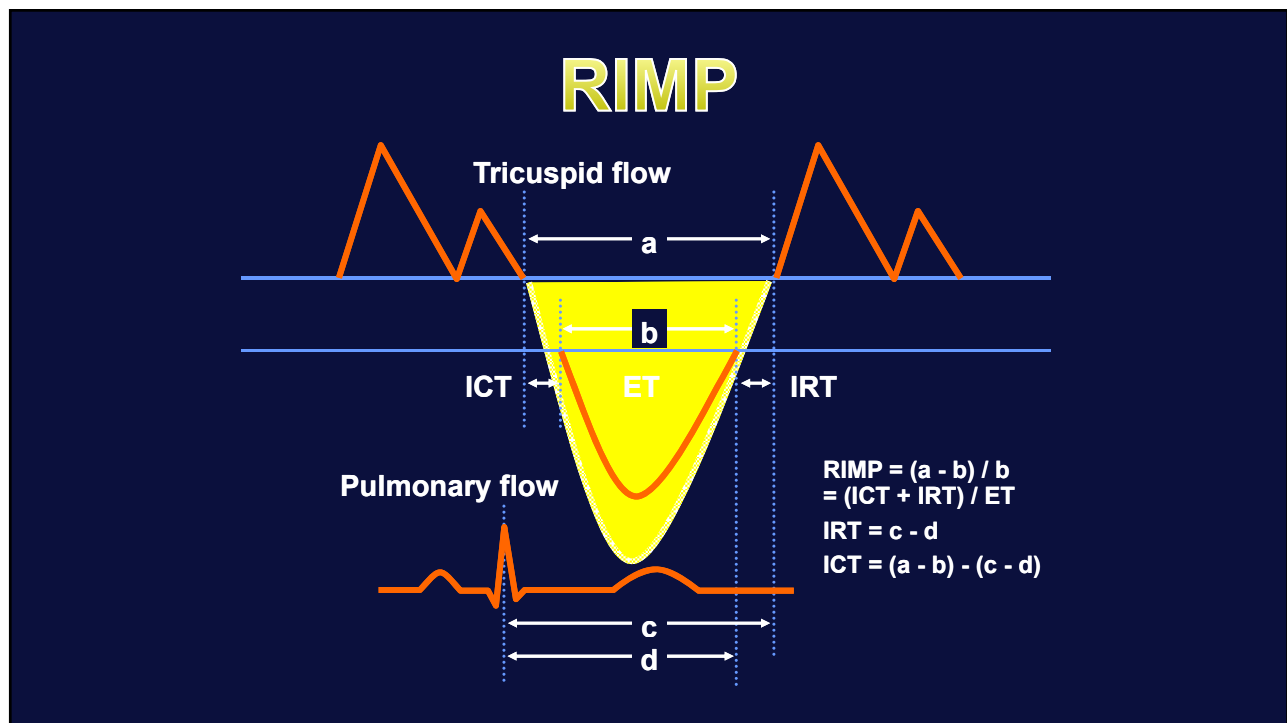 RIMP
Tricuspid flow
a
b
ICT
ET
IRT
Pulmonary flow
RIMP = (a - b) / b
= (ICT + IRT) / ET
IRT = c - d
ICT = (a - b) - (c - d)
c
d